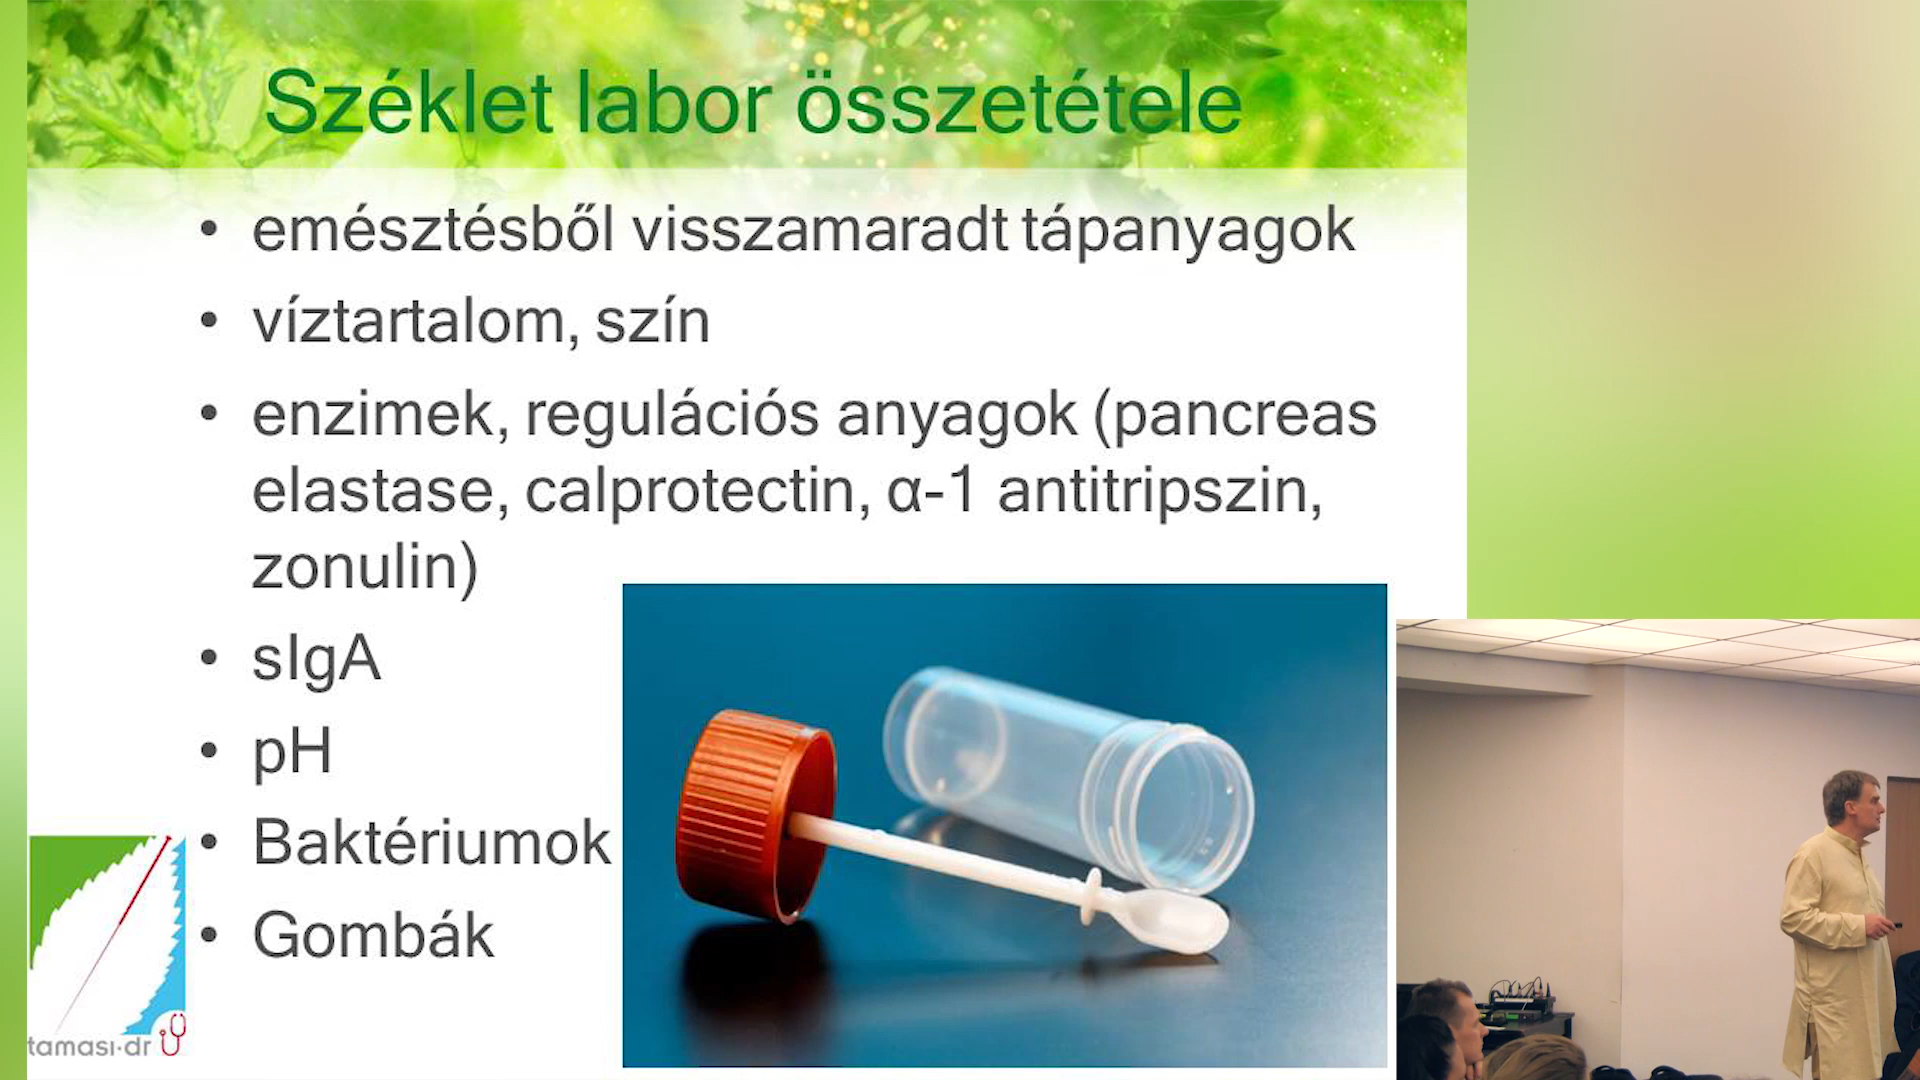 Széklet labor összetétele
• emésztésből visszamaradt tápanyagok
• víztartalom, szín
• enzimek, regulációs anyagok (pancreas
elastase, calprotectin, α-1 antitripszin,
zonulin)
• sIgA
• pH
• Baktériumok
• Gombák
taması·dr